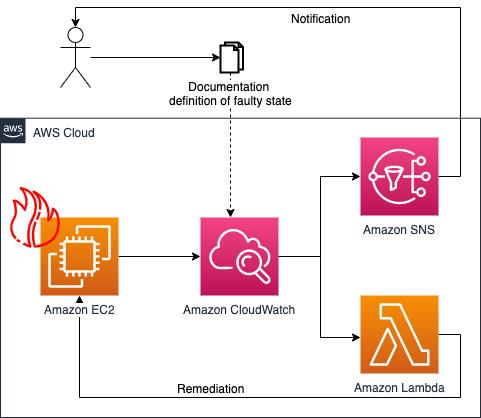 Notification
Documentation
definition of faulty state
aws
AWS Cloud
Amazon SNS
Amazon EC2
Amazon CloudWatch
Amazon Lambda
Remediation